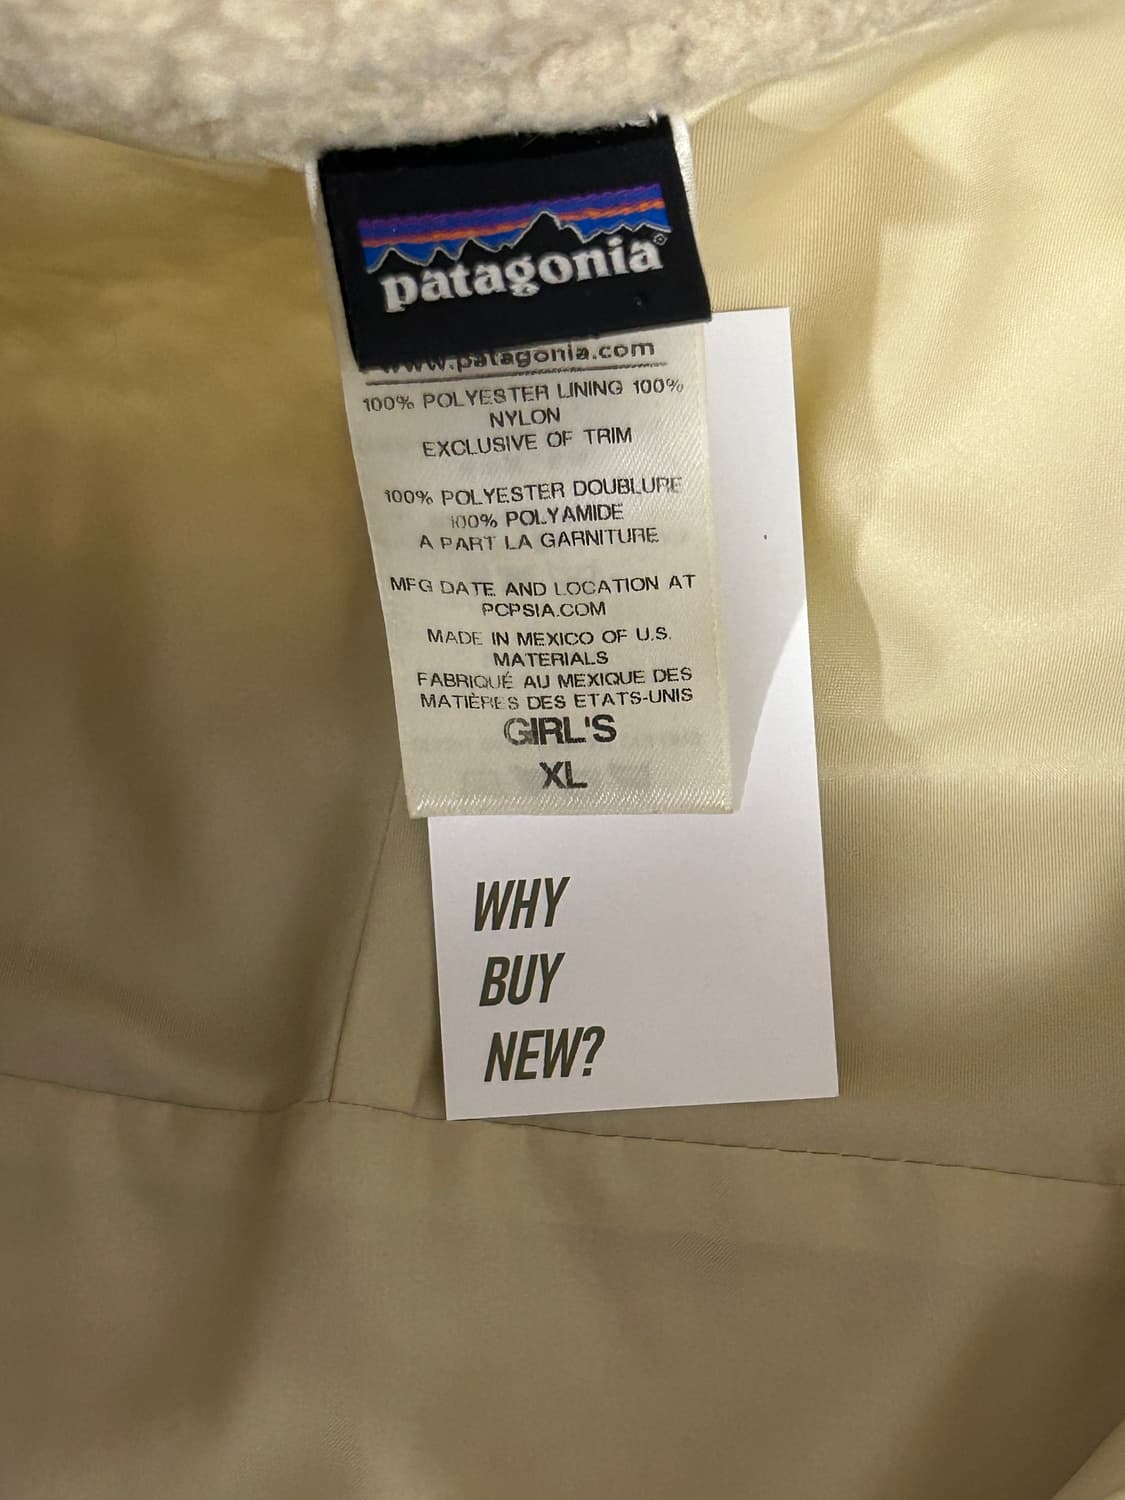 patagonia®
www.patagonia.com
100% POLYESTER LINING 100%
NYLON
EXCLUSIVE OF TRIM
100% POLYESTER DOUBLURE
100% POLYAMIDE
A PART LA GARNITURE
MFG DATE AND LOCATION AT
PCPSIA.COM
MADE IN MEXICO OF U.S.
MATERIALS
FABRIQUÉ AU MEXIQUE DES
MATIÈRES DES ETATS-UNIS
GIRL'S
XL
WHY
BUY
NEW?